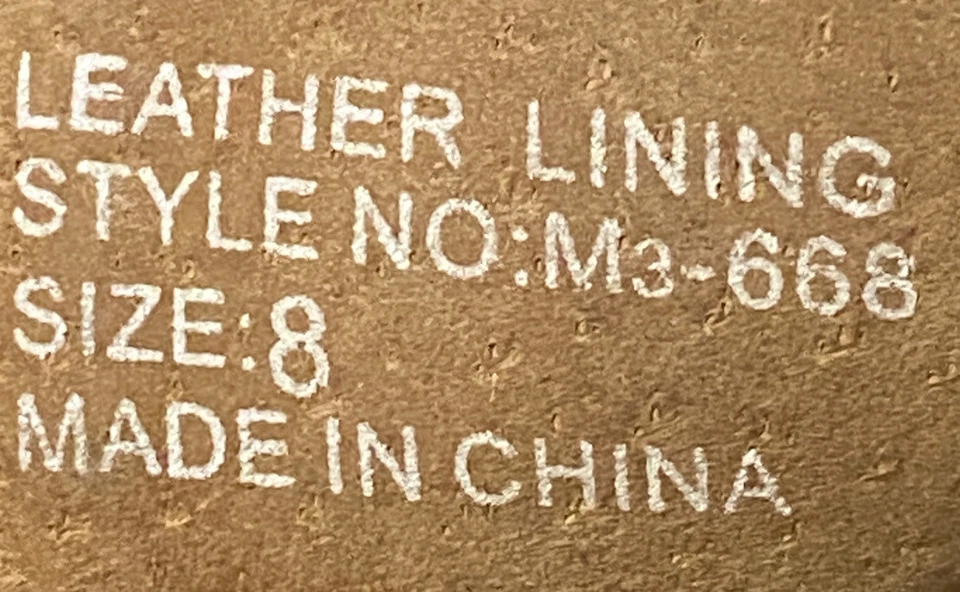 LEATHER LINING
STYLE NO:M3-668
SIZE:8
MADE IN CHINA